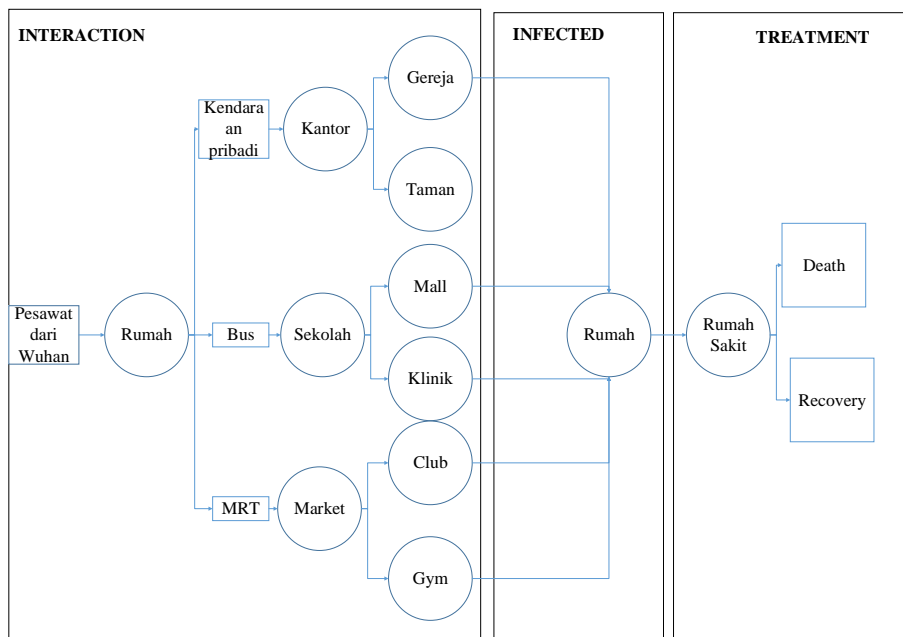 INTERACTION
INFECTED
TREATMENT
Pesawat
dari
Wuhan
Rumah
Kendara
an
pribadi
Kantor
Gereja
Taman
Bus
Sekolah
Mall
Klinik
MRT
Market
Club
Gym
Rumah
Rumah
Sakit
Death
Recovery